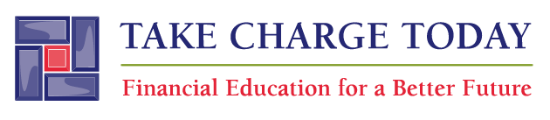 TAKE CHARGE TODAY
Financial Education for a Better Future